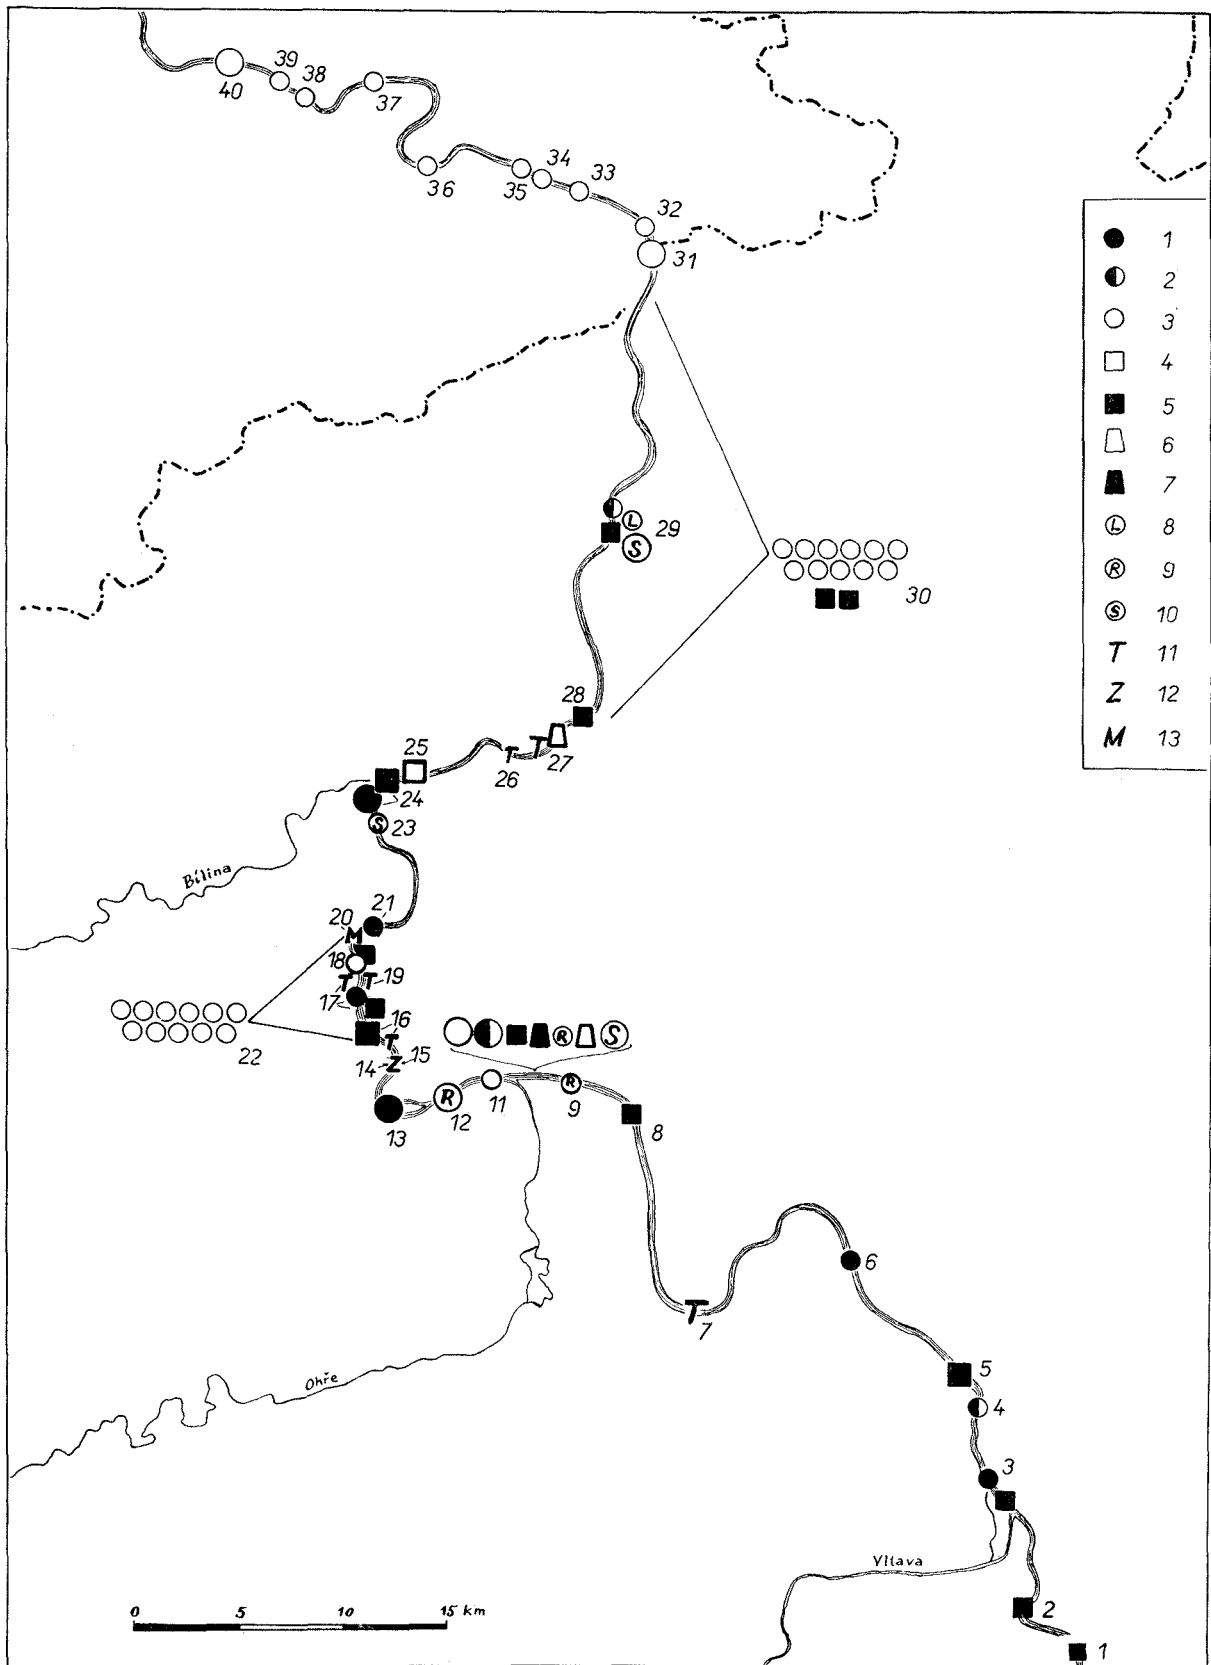 39
38
40
37
36
35
34
33
32
31
1
2
3
4
5
6
7
L 8
R 9
S 10
T 11
Z 12
M 13
L
29
S
30
28
25
T
T
26
27
24
S
23
Bílina
21
20
M
18
T
T
19
17
16
22
T
14
Z
15
R
S
R
12
11
9
13
8
6
T
7
Ohře
5
4
3
Vltava
2
1
0 5 10 15 km